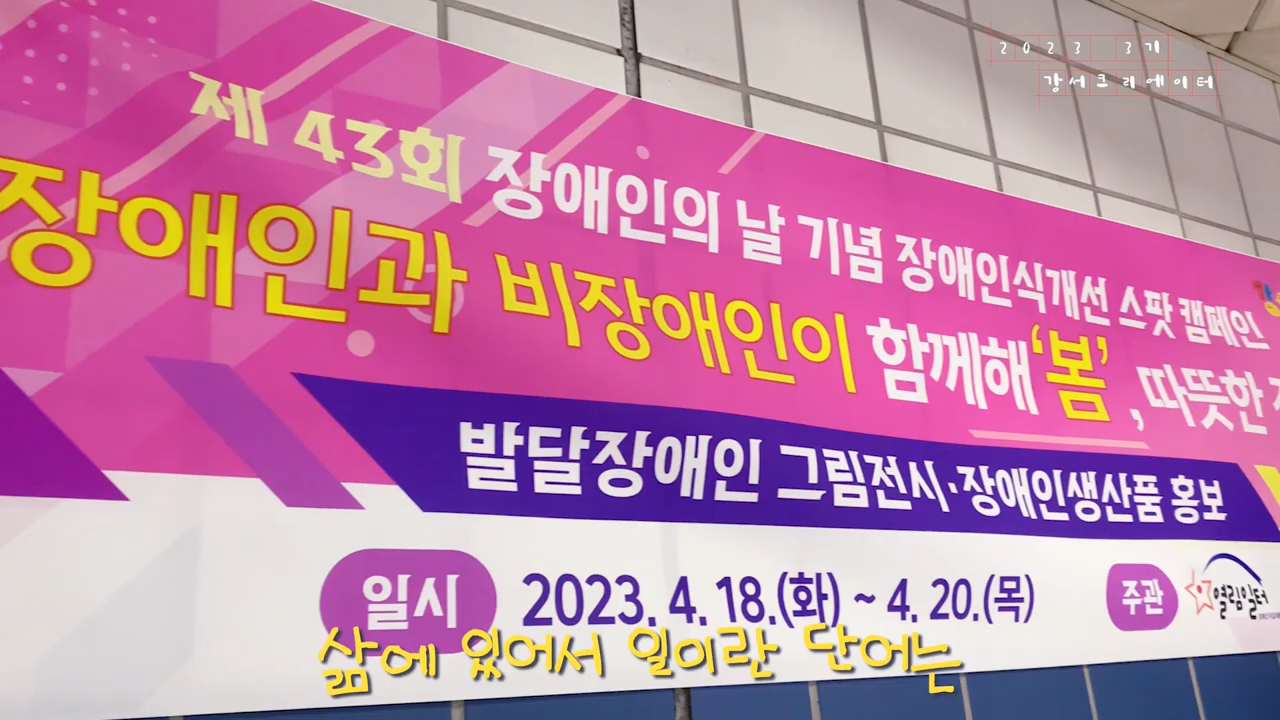 2023 3기
강서크리에이터
제 43회 장애인의 날 기념 장애인식개선 스팟 캠페인
장애인과 비장애인이 함께해 '봄', 따뜻한
발달장애인 그림전시·장애인생산품 홍보
일시 2023. 4. 18.(화) ~ 4. 20.(목) 주관 열림일터
삶에 있어서 일이란 단어는